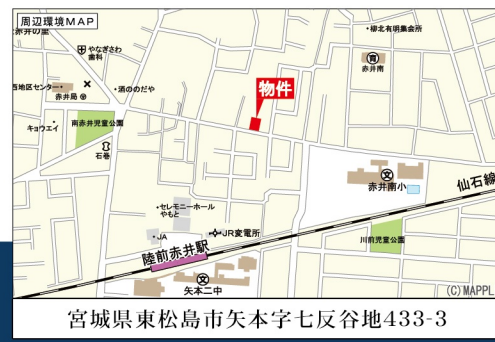 周辺環境MAP
赤井の里
・柳北有明集会所
やなぎさわ
歯科
育
赤井南
西地区センター・
・酒ののだや
赤井局
物件
キョウエイ・
南赤井児童公園
石巻
文
赤井南小
仙石線
・セレモニーホール
やもと
・JA
JR変電所
川前児童公園
陸前赤井駅
文
矢本二中
(C)MAPPL
宮城県東松島市矢本字七反谷地433-3